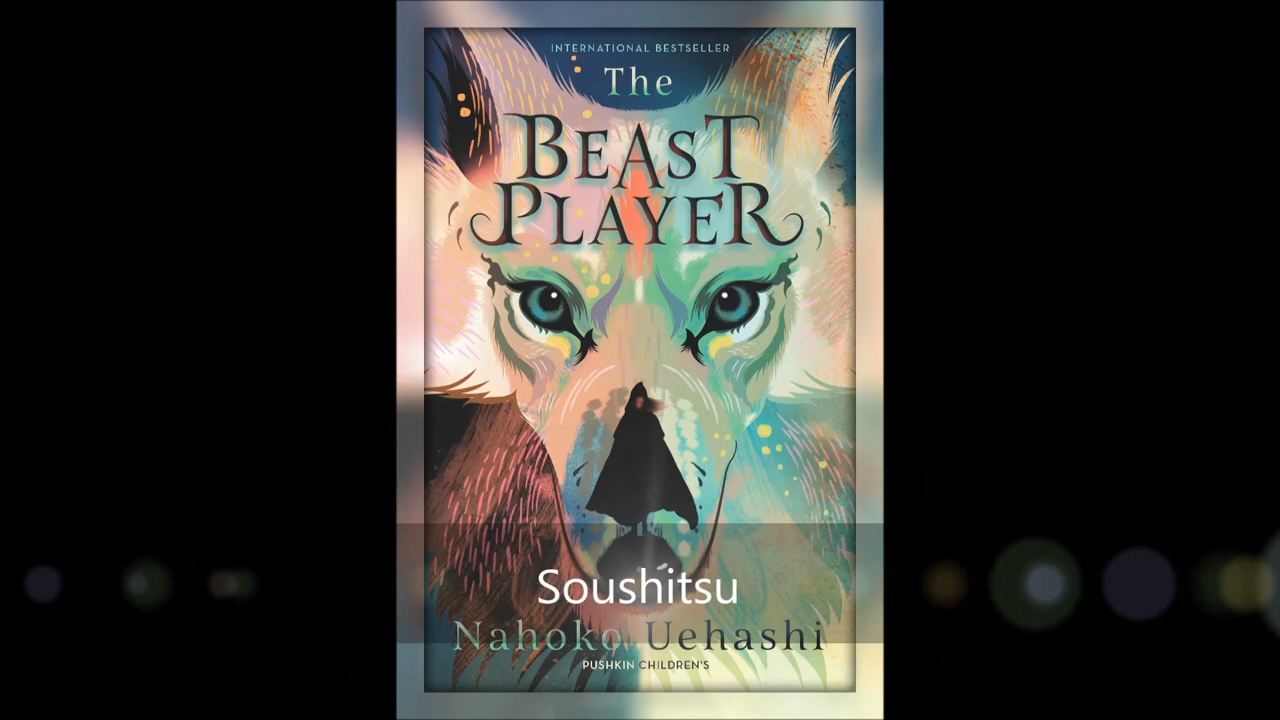 INTERNATIONAL BESTSELLER
The
BEAST
PLAYER
Soushitsu
Nahoko Uehashi
PUSHKIN CHILDREN'S